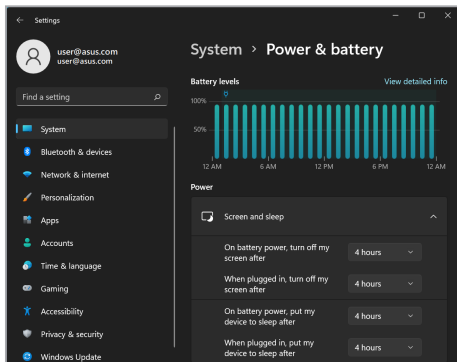 Settings
user@asus.com
user@asus.com
Find a setting
System
Bluetooth & devices
Network & internet
Personalization
Apps
Accounts
Time & language
Gaming
Accessibility
Privacy & security
Windows Update
System > Power & battery
Battery levels
View detailed info
100%
50%
12 AM
6 AM
12 PM
6 PM
12 AM
Power
Screen and sleep
On battery power, turn off my
screen after
4 hours
When plugged in, turn off my
screen after
4 hours
On battery power, put my
device to sleep after
4 hours
When plugged in, put my
device to sleep after
4 hours